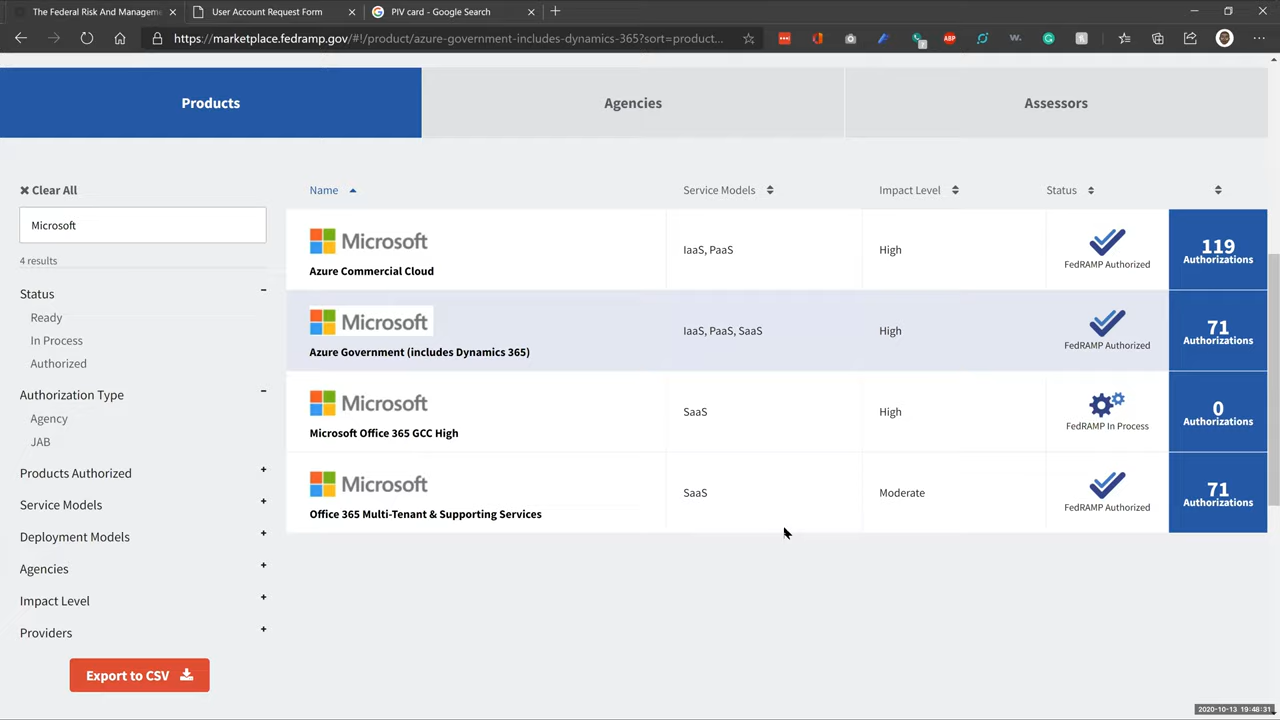 The Federal Risk And Manageme
User Account Request Form
PIV card - Google Search
https://marketplace.fedramp.gov/#!/product/azure-government-includes-dynamics-365?sort=product...
Products
Agencies
Assessors
Clear All
Microsoft
4 results
Status
Ready
In Process
Authorized
Authorization Type
Agency
JAB
Products Authorized
Service Models
Deployment Models
Agencies
Impact Level
Providers
Export to CSV
Name
Service Models
Impact Level
Status
Microsoft
Azure Commercial Cloud
IaaS, PaaS
High
FedRAMP Authorized
119
Authorizations
Microsoft
Azure Government (includes Dynamics 365)
IaaS, PaaS, SaaS
High
FedRAMP Authorized
71
Authorizations
Microsoft
Microsoft Office 365 GCC High
SaaS
High
FedRAMP In Process
0
Authorizations
Microsoft
Office 365 Multi-Tenant & Supporting Services
SaaS
Moderate
FedRAMP Authorized
71
Authorizations
2020-10-13 19:48:31